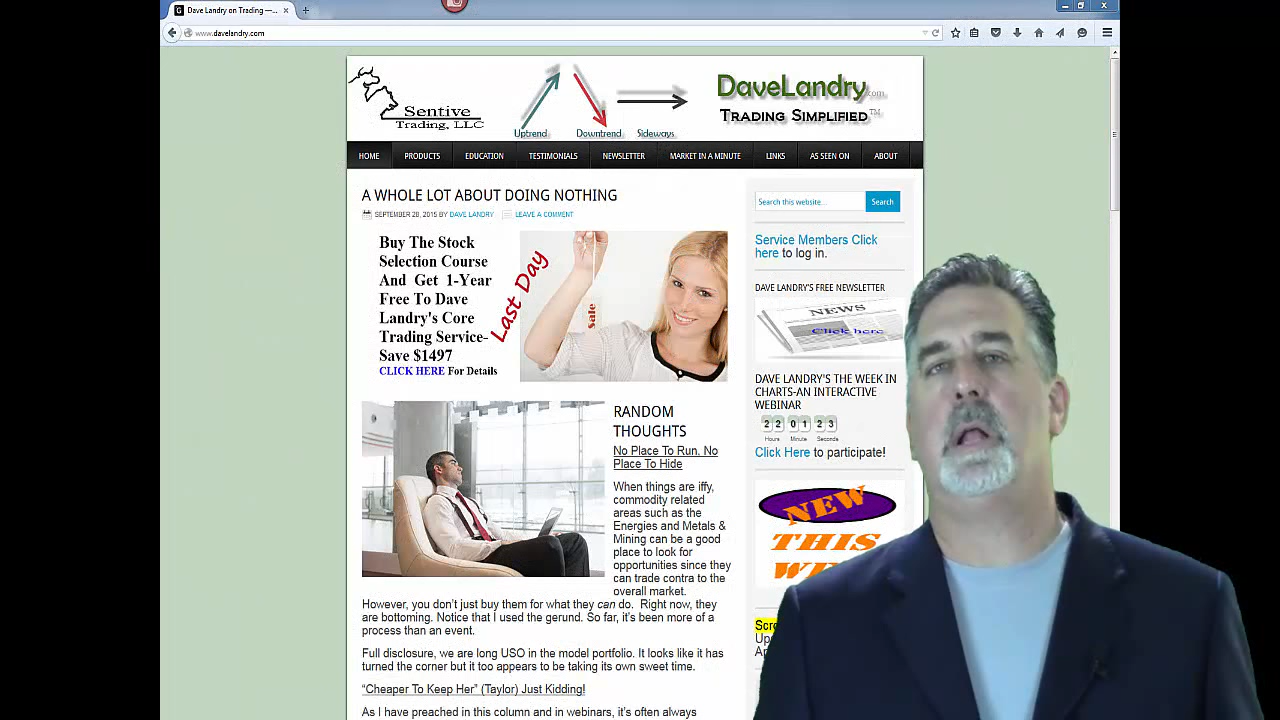 Dave Landry on Trading —...
www.davelandry.com
Sentive
Trading, LLC
Uptrend
Downtrend
Sideways
DaveLandry.com
TRADING SIMPLIFIED™
HOME
PRODUCTS
EDUCATION
TESTIMONIALS
NEWSLETTER
MARKET IN A MINUTE
LINKS
AS SEEN ON
ABOUT
A WHOLE LOT ABOUT DOING NOTHING
SEPTEMBER 28, 2015 BY DAVE LANDRY LEAVE A COMMENT
Buy The Stock
Selection Course
And Get 1-Year
Free To Dave
Landry's Core
Trading Service-
Save $1497
CLICK HERE For Details
Last Day
sale
RANDOM
THOUGHTS
No Place To Run. No
Place To Hide
When things are iffy,
commodity related
areas such as the
Energies and Metals &
Mining can be a good
place to look for
opportunities since they
can trade contra to the
overall market.
However, you don't just buy them for what they can do. Right now, they
are bottoming. Notice that I used the gerund. So far, it's been more of a
process than an event.
Full disclosure, we are long USO in the model portfolio. It looks like it has
turned the corner but it too appears to be taking its own sweet time.
"Cheaper To Keep Her" (Taylor) Just Kidding!
As I have preached in this column and in webinars, it's often always
Search this website...
Search
Service Members Click
here to log in.
DAVE LANDRY'S FREE NEWSLETTER
NEWS
Click here
DAVE LANDRY'S THE WEEK IN
CHARTS-AN INTERACTIVE
WEBINAR
22 01 23
Hours Minute Seconds
Click Here to participate!
NEW
THIS